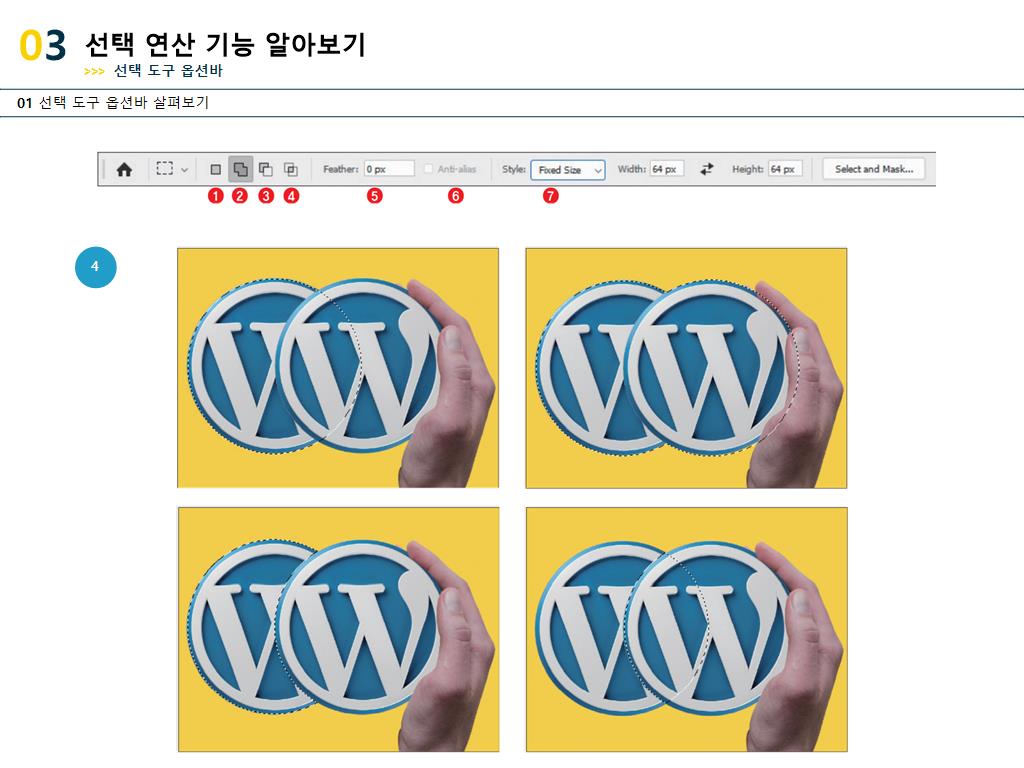 03 선택 연산 기능 알아보기
>>> 선택 도구 옵션바
01 선택 도구 옵션바 살펴보기
Feather: 0 px Anti-alias Style: Fixed Size Width: 64 px Height: 64 px Select and Mask...
1 2 3 4 5 6 7
4
W W W W
W W W W